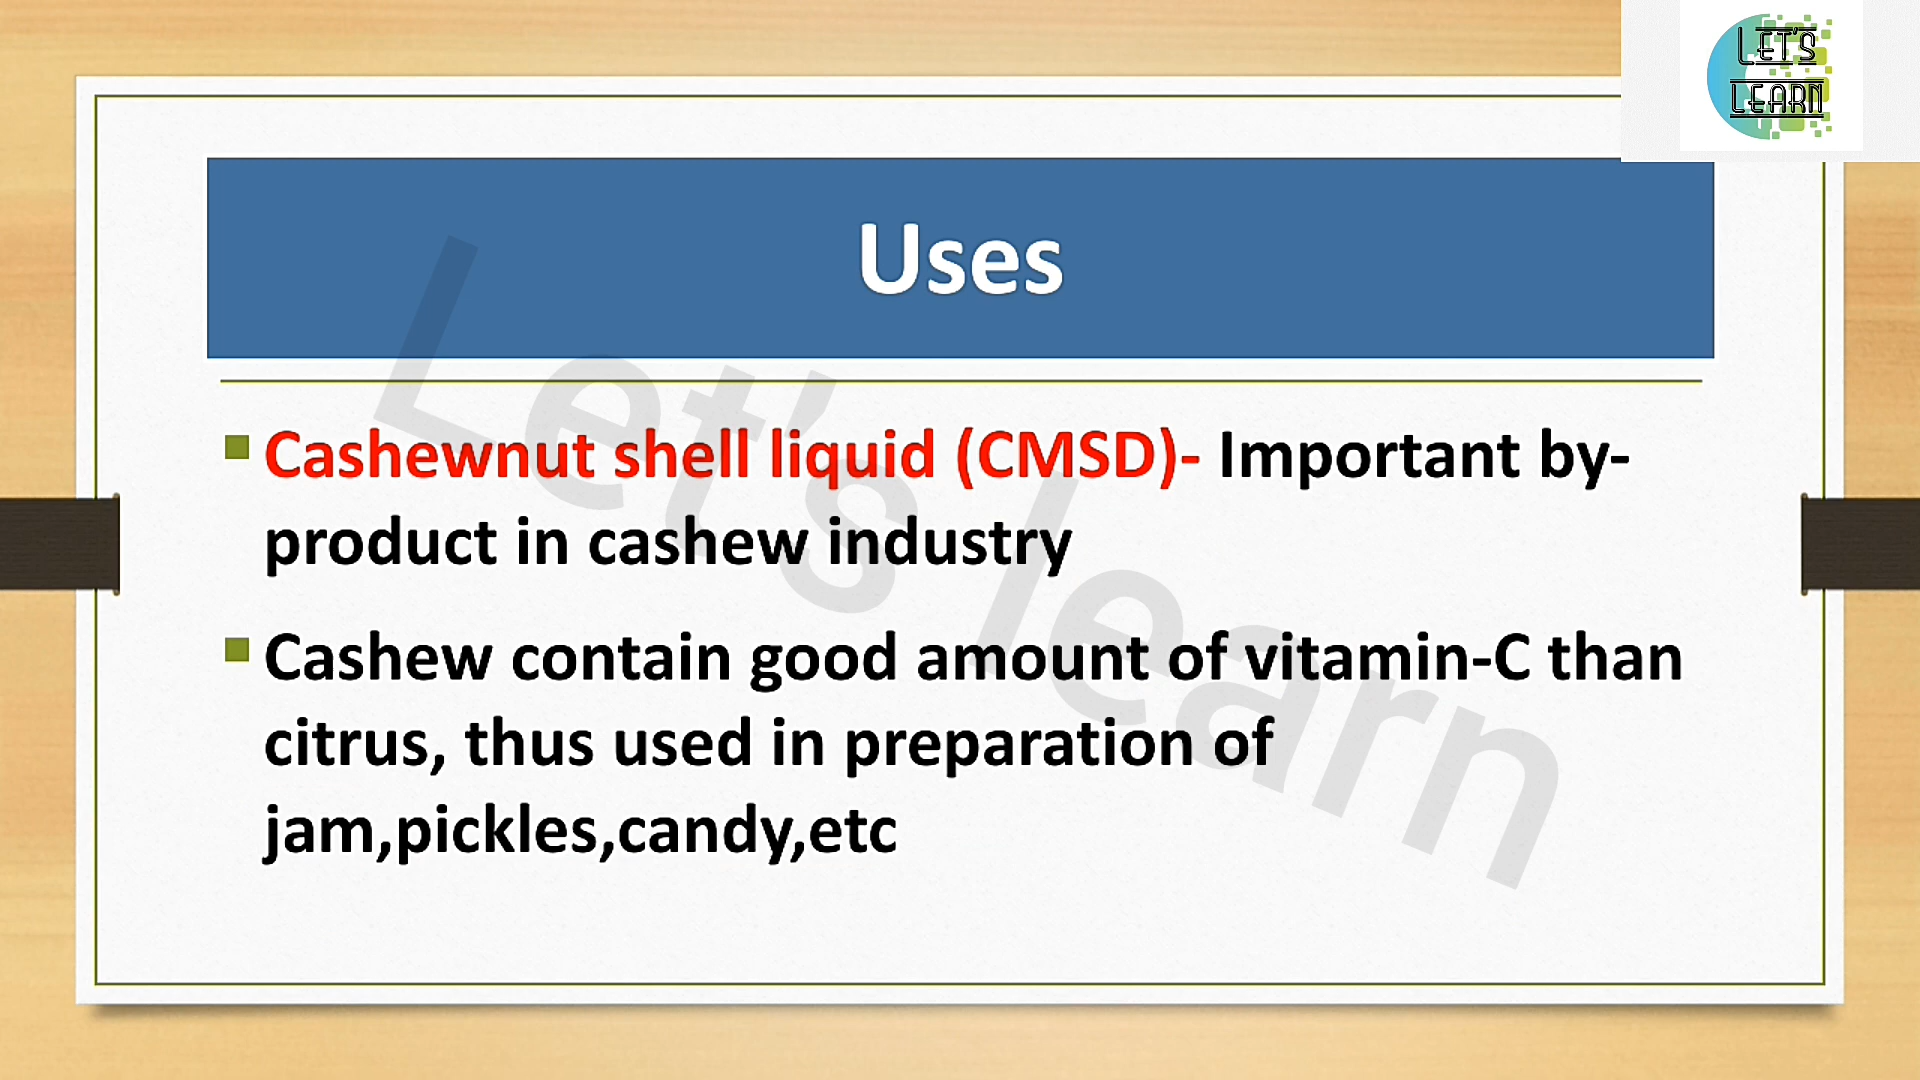 LET'S
LEARN
Uses
Cashewnut shell liquid (CMSD)- Important by-
product in cashew industry
Cashew contain good amount of vitamin-C than
citrus, thus used in preparation of
jam,pickles,candy,etc
Let's learn